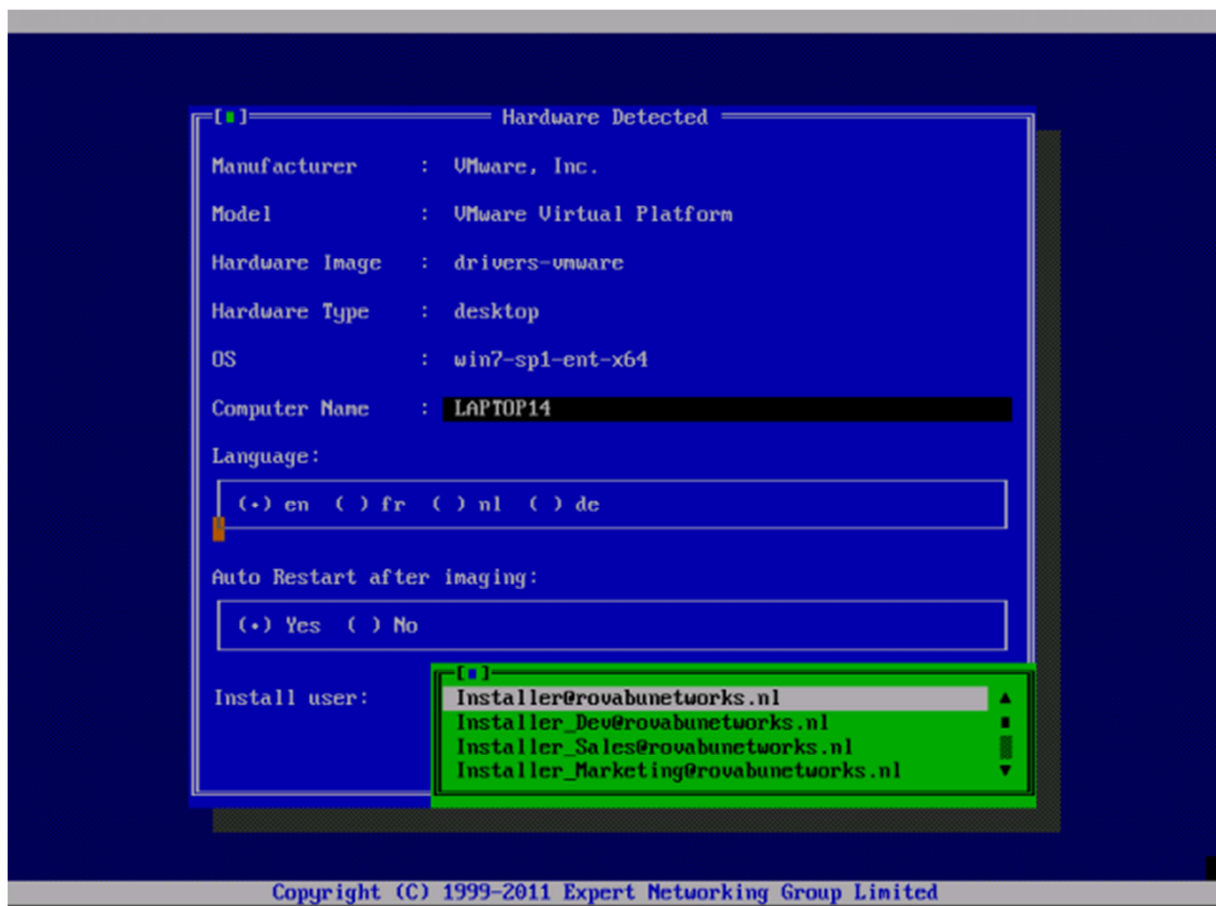 Hardware Detected
Manufacturer : VMware, Inc.
Model : VMware Virtual Platform
Hardware Image : drivers-vmware
Hardware Type : desktop
OS : win7-sp1-ent-x64
Computer Name : LAPTOP14
Language:
(•) en ( ) fr ( ) nl ( ) de
Auto Restart after imaging:
(•) Yes ( ) No
Install user:
Installer@rovabunetworks.nl
Installer_Dev@rovabunetworks.nl
Installer_Sales@rovabunetworks.nl
Installer_Marketing@rovabunetworks.nl
Copyright (C) 1999-2011 Expert Networking Group Limited